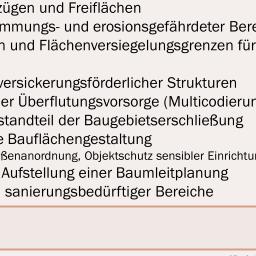 zügen und Freiflächen
mmungs- und erosionsgefährdeter Bere
n und Flächenversiegelungsgrenzen für
versickerungsförderlicher Strukturen
er Überflutungsvorsorge (Multicodierun
standteil der Baugebietserschließung
e Bauflächengestaltung
ßenanordnung, Objektschutz sensibler Einrichtun
Aufstellung einer Baumleitplanung
sanierungsbedürftiger Bereiche